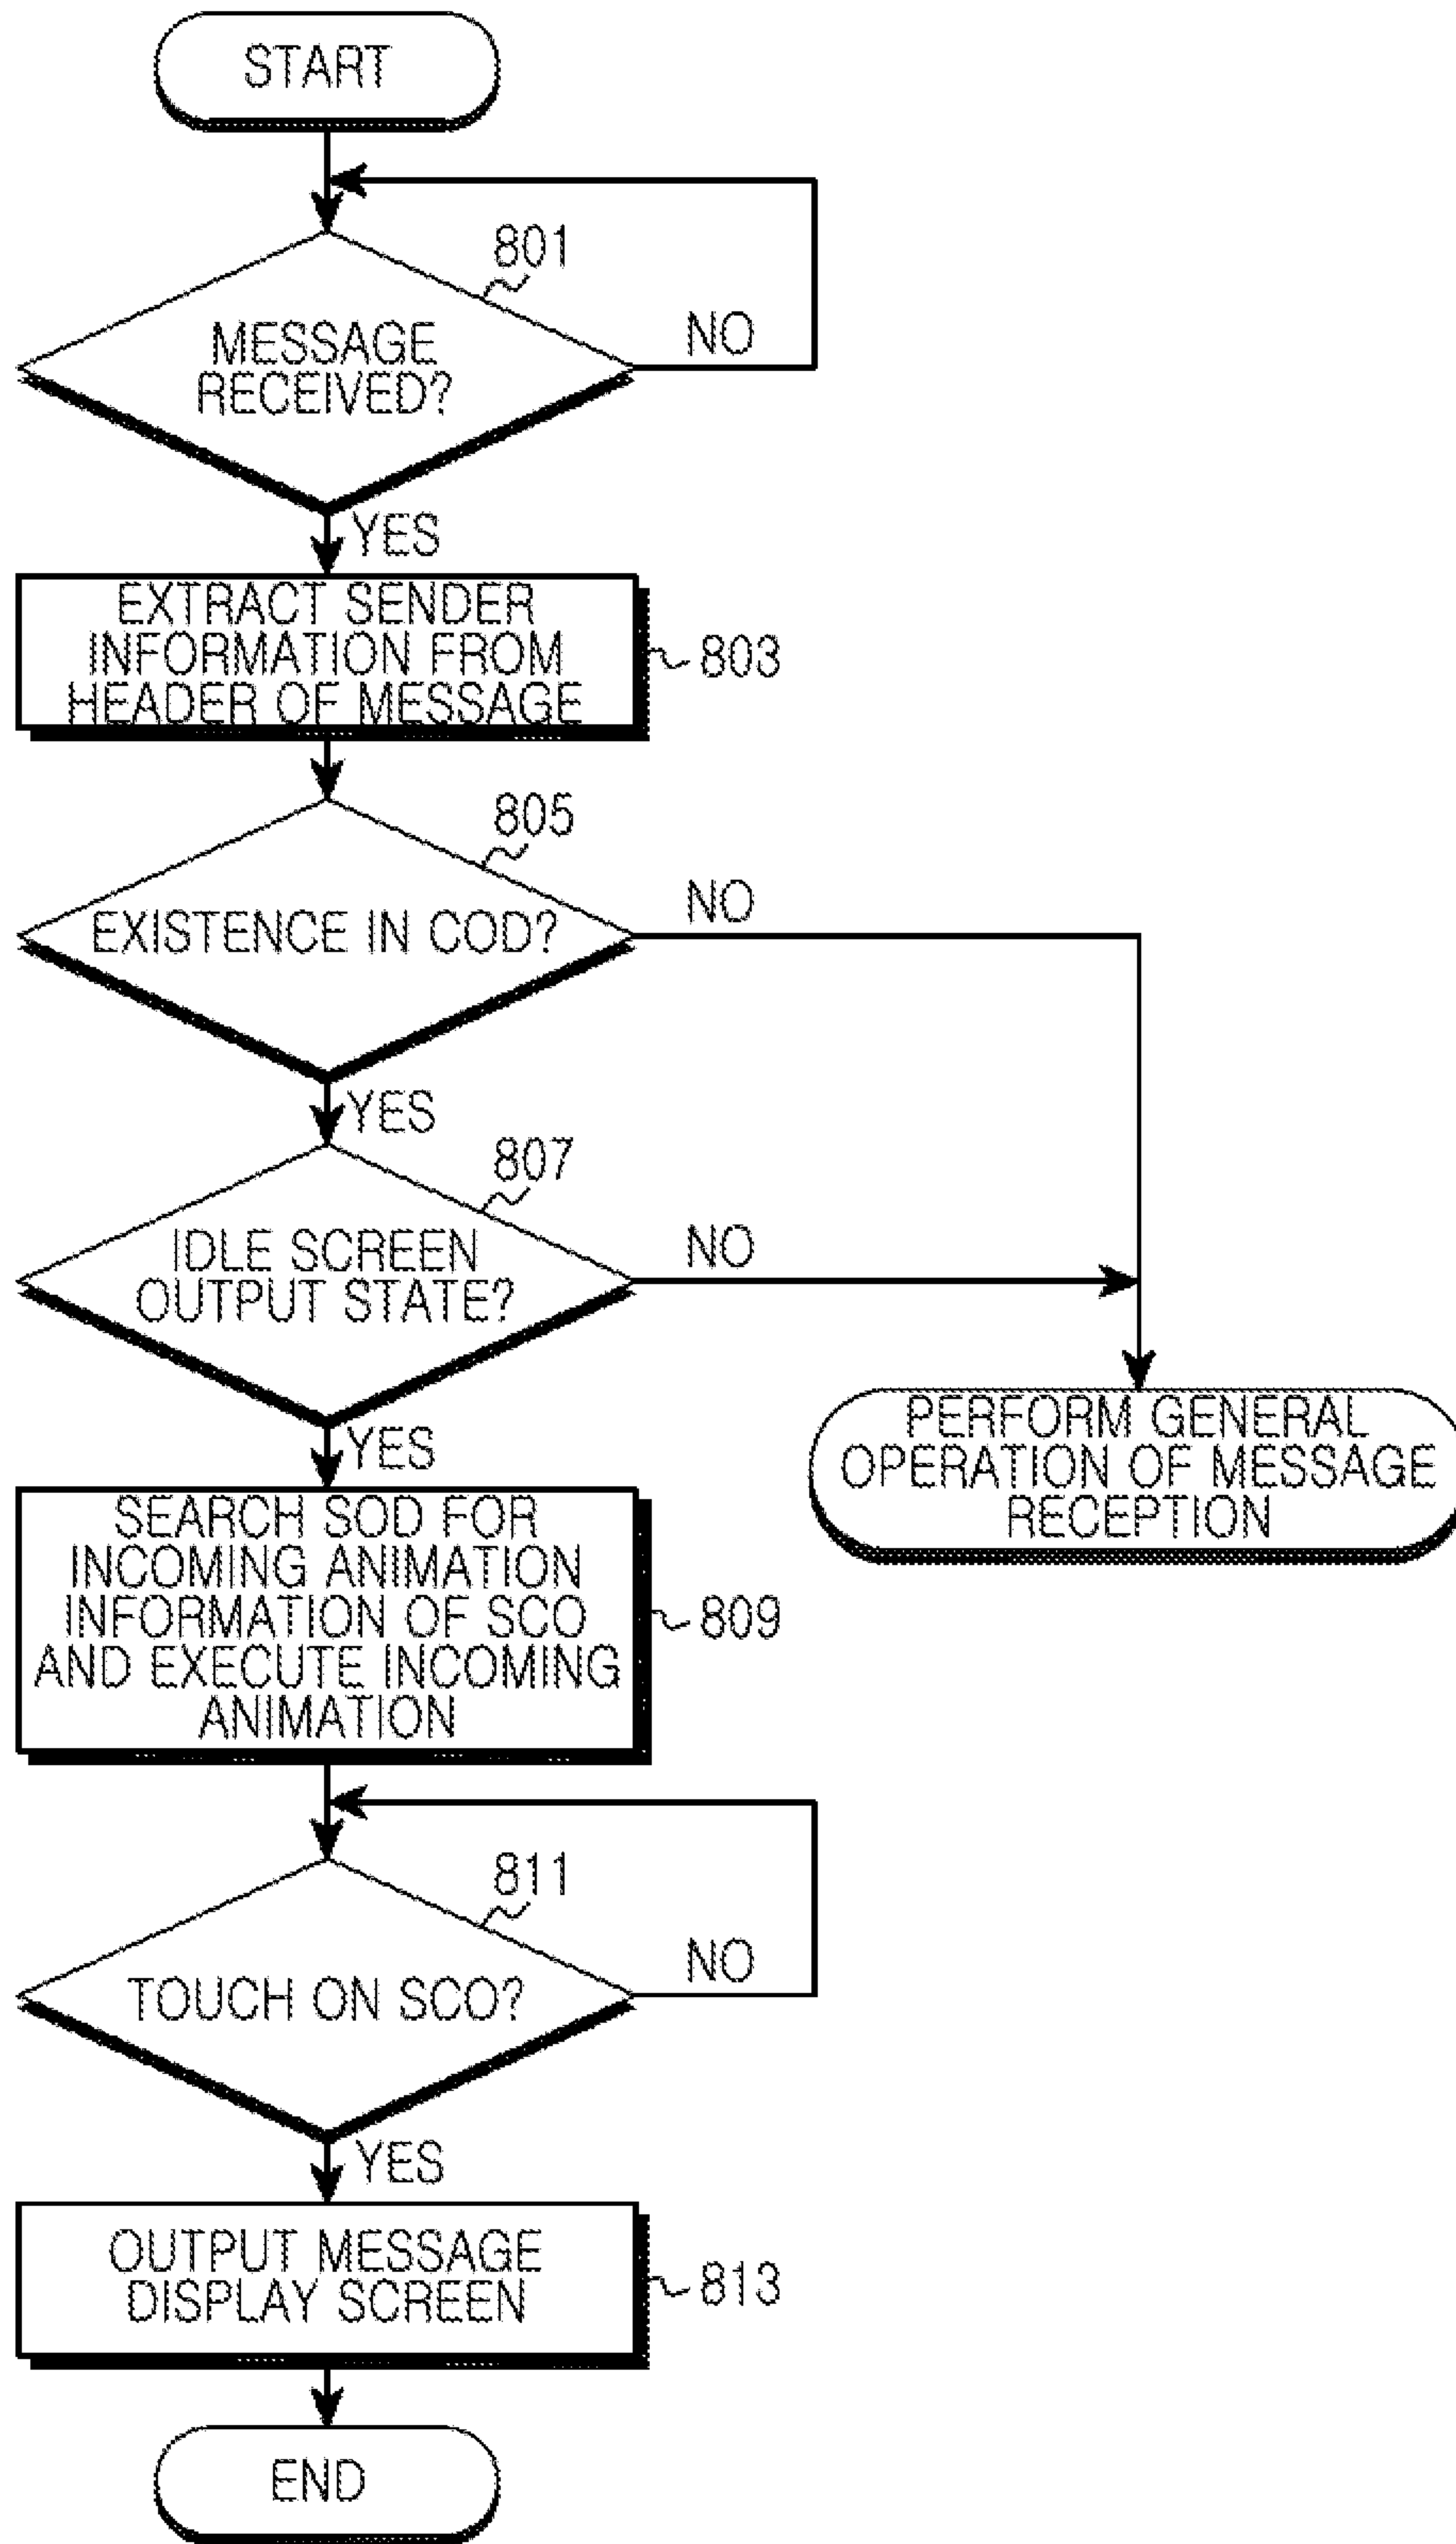 START
801
MESSAGE
RECEIVED?
NO
YES
EXTRACT SENDER
INFORMATION FROM
HEADER OF MESSAGE
803
805
EXISTENCE IN COD?
NO
YES
807
IDLE SCREEN
OUTPUT STATE?
NO
YES
PERFORM GENERAL
OPERATION OF MESSAGE
RECEPTION
SEARCH SOD FOR
INCOMING ANIMATION
INFORMATION OF SCO
AND EXECUTE INCOMING
ANIMATION
809
811
TOUCH ON SCO?
NO
YES
OUTPUT MESSAGE
DISPLAY SCREEN
813
END